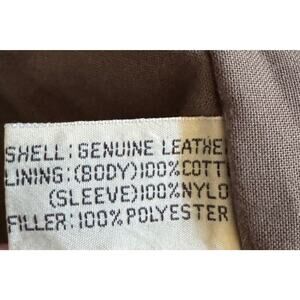 SHELL: GENUINE LEATHE
LINING: (BODY) 100% COTT
(SLEEVE) 100% NYLO
FILLER: 100% POLYESTER